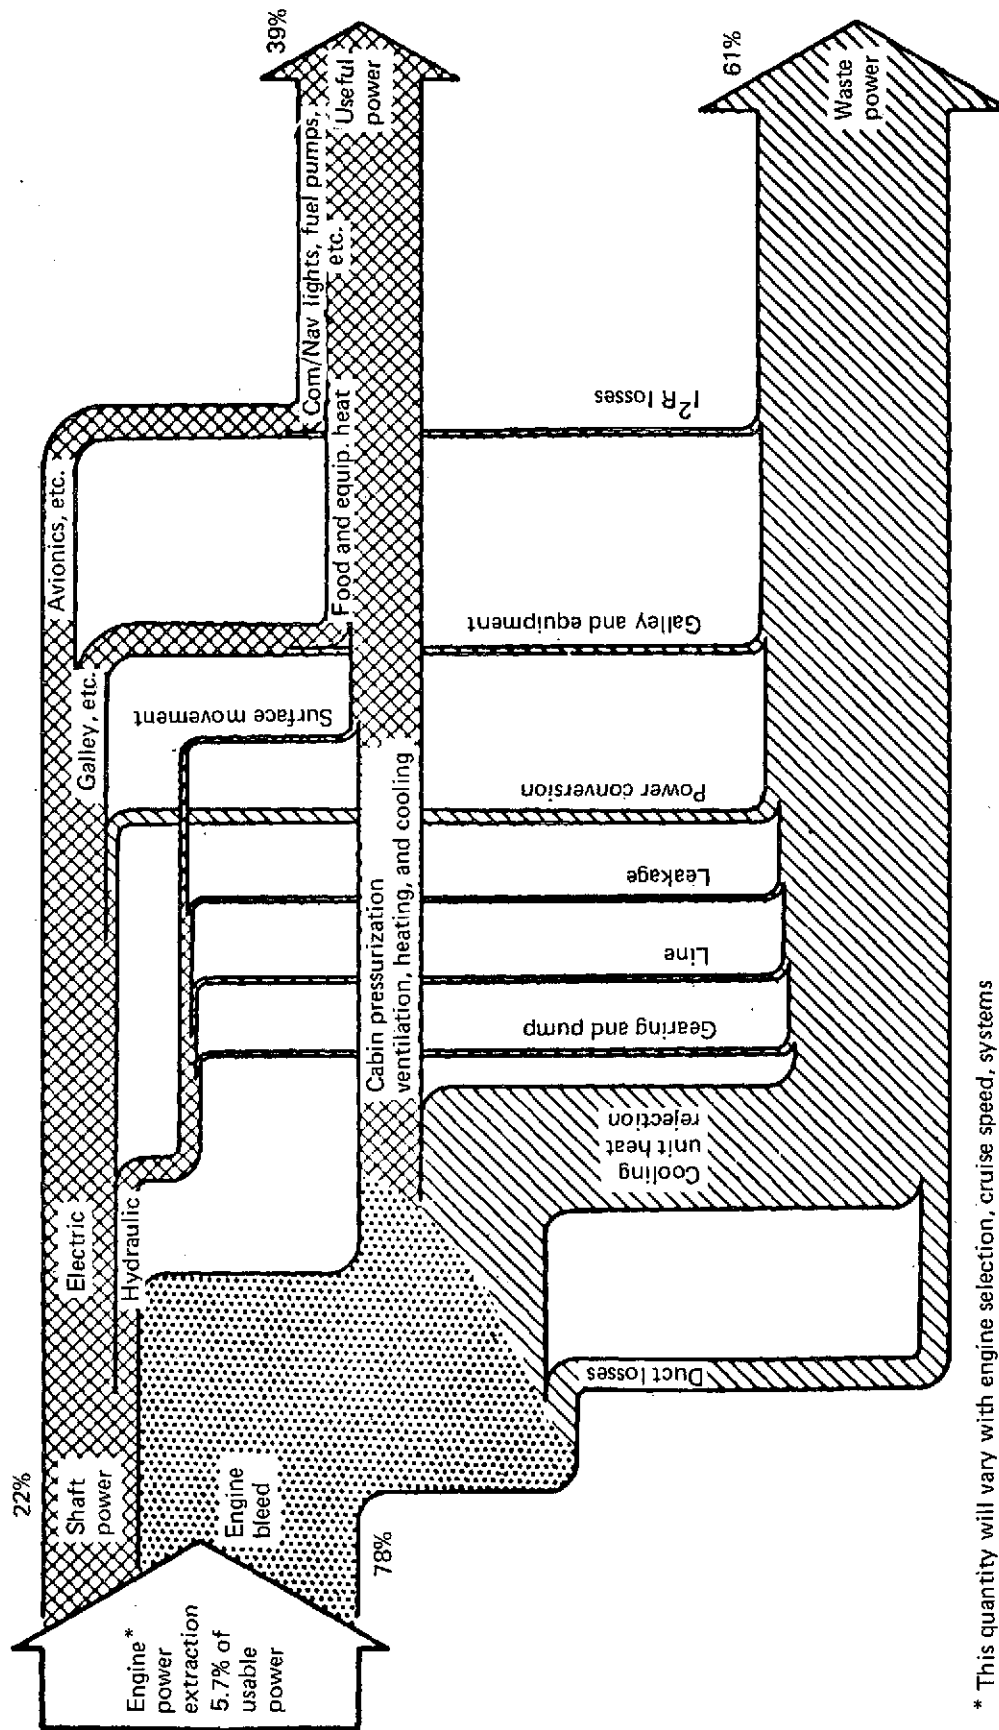 Engine*
power
extraction
5.7% of
usable
power
22%
Shaft
power
Engine
bleed
78%
Electric
Hydraulic
Duct losses
Cooling
unit heat
rejection
Cabin pressurization
ventilation, heating, and cooling
Gearing and pump
Line
Leakage
Power conversion
Surface movement
Galley, etc.
Galley and equipment
Avionics, etc.
Food and equip. heat
I²R losses
Com/Nav lights, fuel pumps,
etc.
Useful
power
39%
Waste
power
61%
* This quantity will vary with engine selection, cruise speed, systems